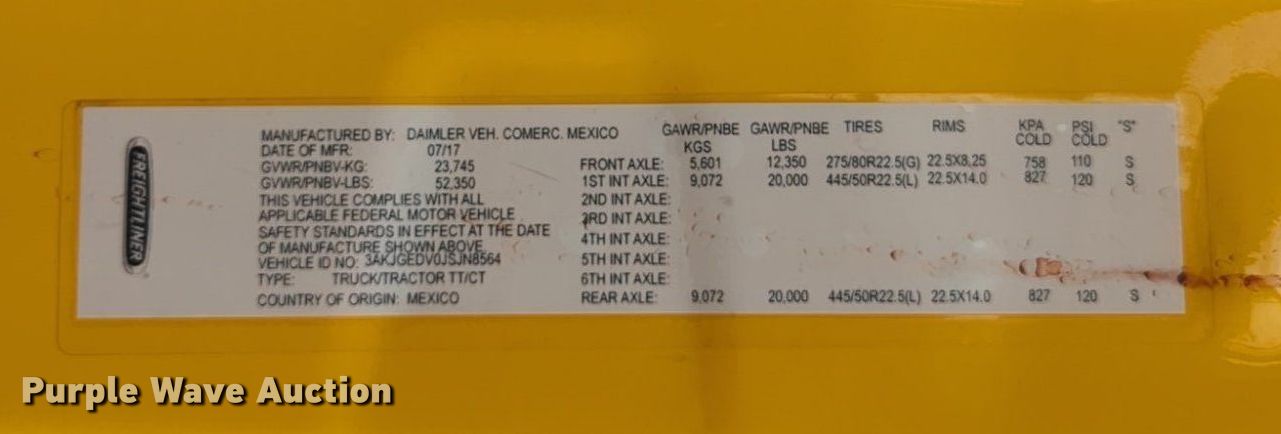 FREIGHTLINER
MANUFACTURED BY: DAIMLER VEH. COMERC. MEXICO
DATE OF MFR: 07/17
GVWR/PNBV-KG: 23,745
GVWR/PNBV-LBS: 52,350
THIS VEHICLE COMPLIES WITH ALL
APPLICABLE FEDERAL MOTOR VEHICLE
SAFETY STANDARDS IN EFFECT AT THE DATE
OF MANUFACTURE SHOWN ABOVE
VEHICLE ID NO: 3AKJGEDV0JSJN8564
TYPE: TRUCK/TRACTOR TT/CT
COUNTRY OF ORIGIN: MEXICO
GAWR/PNBE KGS GAWR/PNBE LBS TIRES RIMS KPA COLD PSI COLD "S"
FRONT AXLE: 5,601 12,350 275/80R22.5(G) 22.5X8.25 758 110 S
1ST INT AXLE: 9,072 20,000 445/50R22.5(L) 22.5X14.0 827 120 S
2ND INT AXLE:
3RD INT AXLE:
4TH INT AXLE:
5TH INT AXLE:
6TH INT AXLE:
REAR AXLE: 9,072 20,000 445/50R22.5(L) 22.5X14.0 827 120 S
Purple Wave Auction